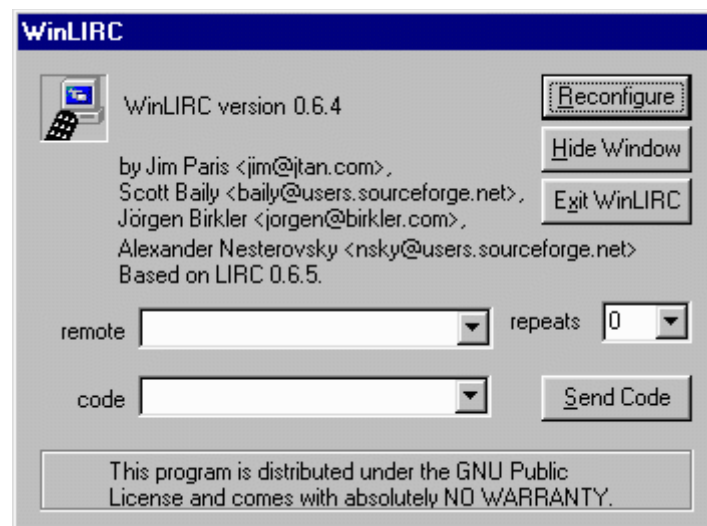 WinLIRC
WinLIRC version 0.6.4
Reconfigure
Hide Window
Exit WinLIRC
by Jim Paris <jim@jtan.com>,
Scott Baily <baily@users.sourceforge.net>,
Jörgen Birkler <jorgen@birkler.com>,
Alexander Nesterovsky <nsky@users.sourceforge.net>
Based on LIRC 0.6.5.
remote
repeats 0
code
Send Code
This program is distributed under the GNU Public
License and comes with absolutely NO WARRANTY.